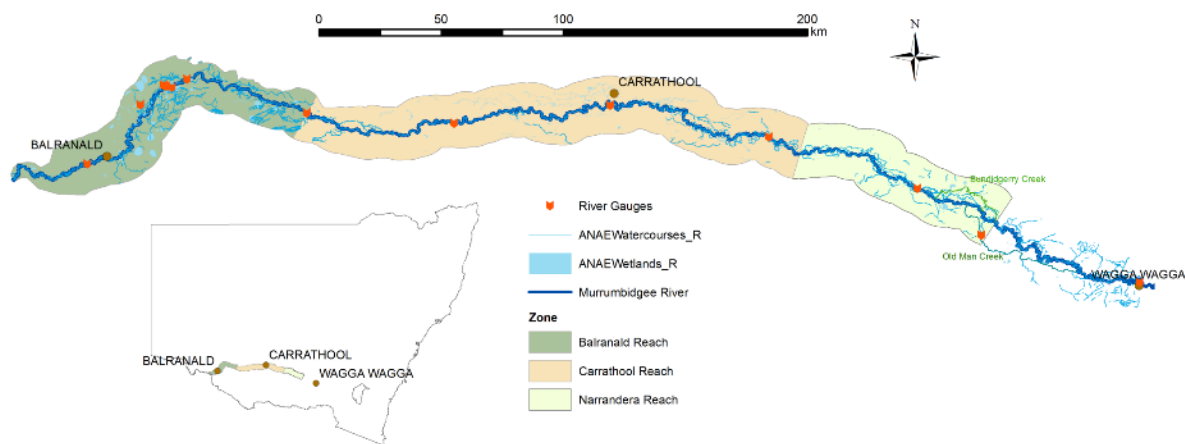 0 50 100 200
km
N
CARRATHOOL
BALRANALD
Bundidgerry Creek
Old Man Creek
WAGGA WAGGA
River Gauges
ANAEWatercourses_R
ANAEWetlands_R
Murrumbidgee River
Zone
Balranald Reach
Carrathool Reach
Narrandera Reach
CARRATHOOL
BALRANALD
WAGGA WAGGA